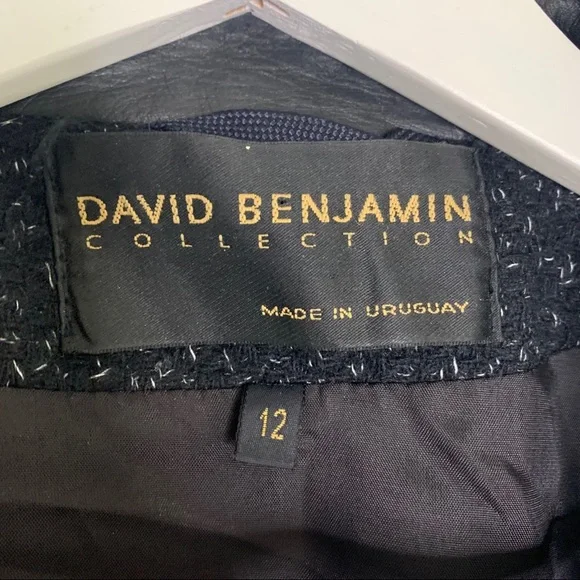 DAVID BENJAMIN
COLLECTION
MADE IN URUGUAY
12